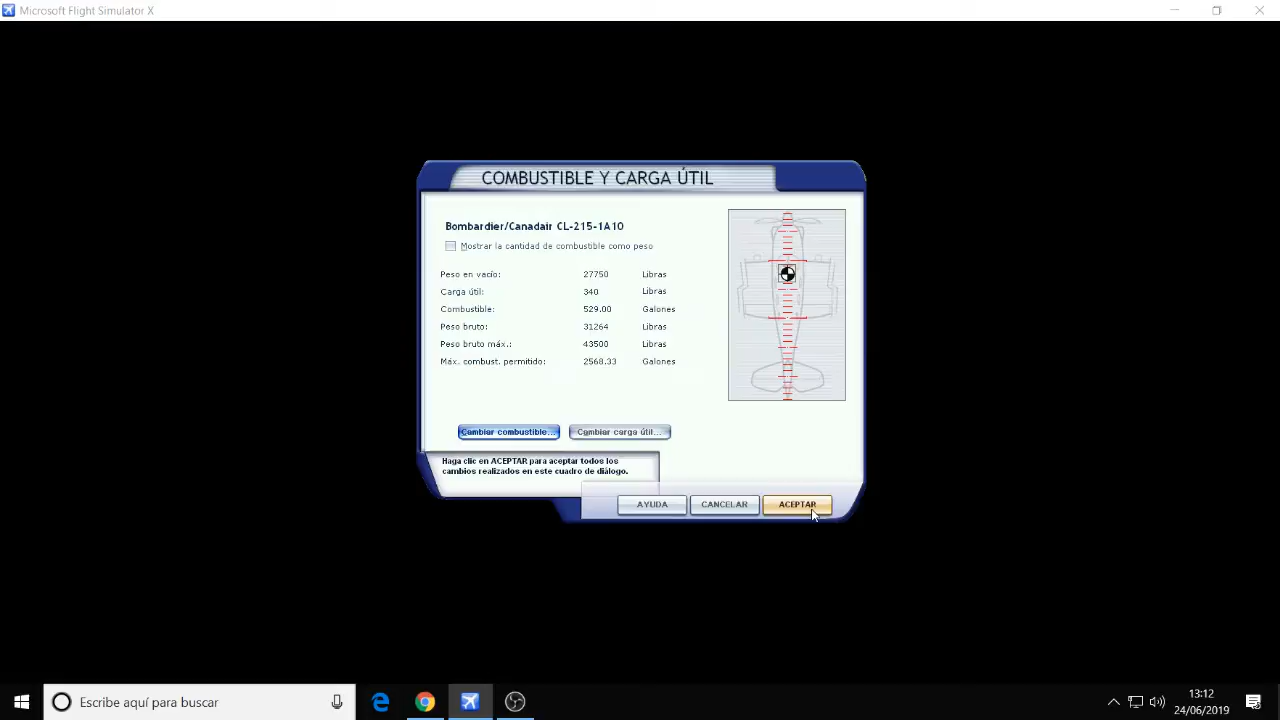 Microsoft Flight Simulator X
COMBUSTIBLE Y CARGA ÚTIL
Bombardier/Canadair CL-215-1A10
Mostrar la cantidad de combustible como peso
Peso en vacío: 27750 Libras
Carga útil: 340 Libras
Combustible: 529.00 Galones
Peso bruto: 31264 Libras
Peso bruto máx.: 43500 Libras
Máx. combust. permitido: 2568.33 Galones
Cambiar combustible... Cambiar carga útil...
Haga clic en ACEPTAR para aceptar todos los
cambios realizados en este cuadro de diálogo.
AYUDA CANCELAR ACEPTAR
Escribe aquí para buscar
13:12
24/06/2019